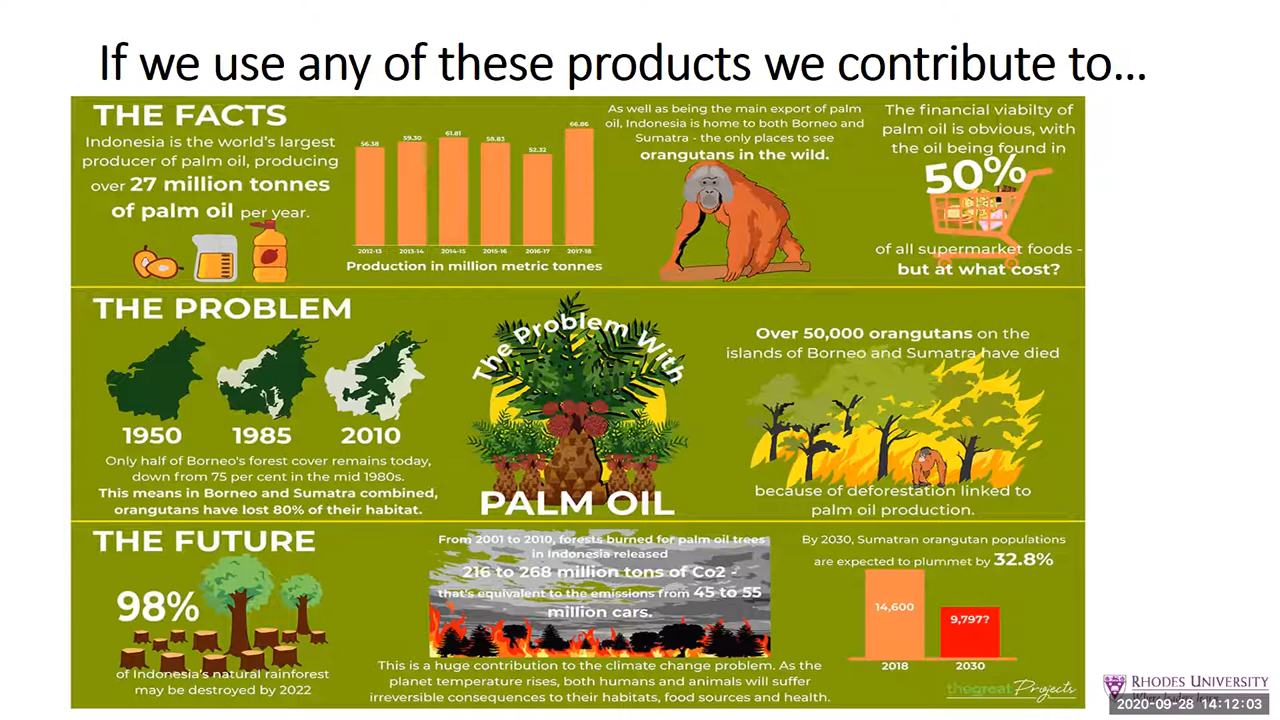 If we use any of these products we contribute to...
THE FACTS
Indonesia is the world's largest
producer of palm oil, producing
over 27 million tonnes
of palm oil per year.
56.38
59.30
61.81
58.83
52.32
66.86
2012-13
2013-14
2014-15
2015-16
2016-17
2017-18
Production in million metric tonnes
As well as being the main export of palm
oil, Indonesia is home to both Borneo and
Sumatra - the only places to see
orangutans in the wild.
The financial viabilty of
palm oil is obvious, with
the oil being found in
50%
of all supermarket foods -
but at what cost?
THE PROBLEM
1950
1985
2010
Only half of Borneo's forest cover remains today,
down from 75 per cent in the mid 1980s.
This means in Borneo and Sumatra combined,
orangutans have lost 80% of their habitat.
The Problem With
PALM OIL
Over 50,000 orangutans on the
islands of Borneo and Sumatra have died
because of deforestation linked to
palm oil production.
THE FUTURE
98%
of Indonesia's natural rainforest
may be destroyed by 2022
From 2001 to 2010, forests burned for palm oil trees
in Indonesia released
216 to 268 million tons of Co2 -
that's equivalent to the emissions from 45 to 55
million cars.
This is a huge contribution to the climate change problem. As the
planet temperature rises, both humans and animals will suffer
irreversible consequences to their habitats, food sources and health.
By 2030, Sumatran orangutan populations
are expected to plummet by 32.8%
14,600
9,797?
2018
2030
thegreatProjects
RHODES UNIVERSITY
2020-09-28 14:12:03